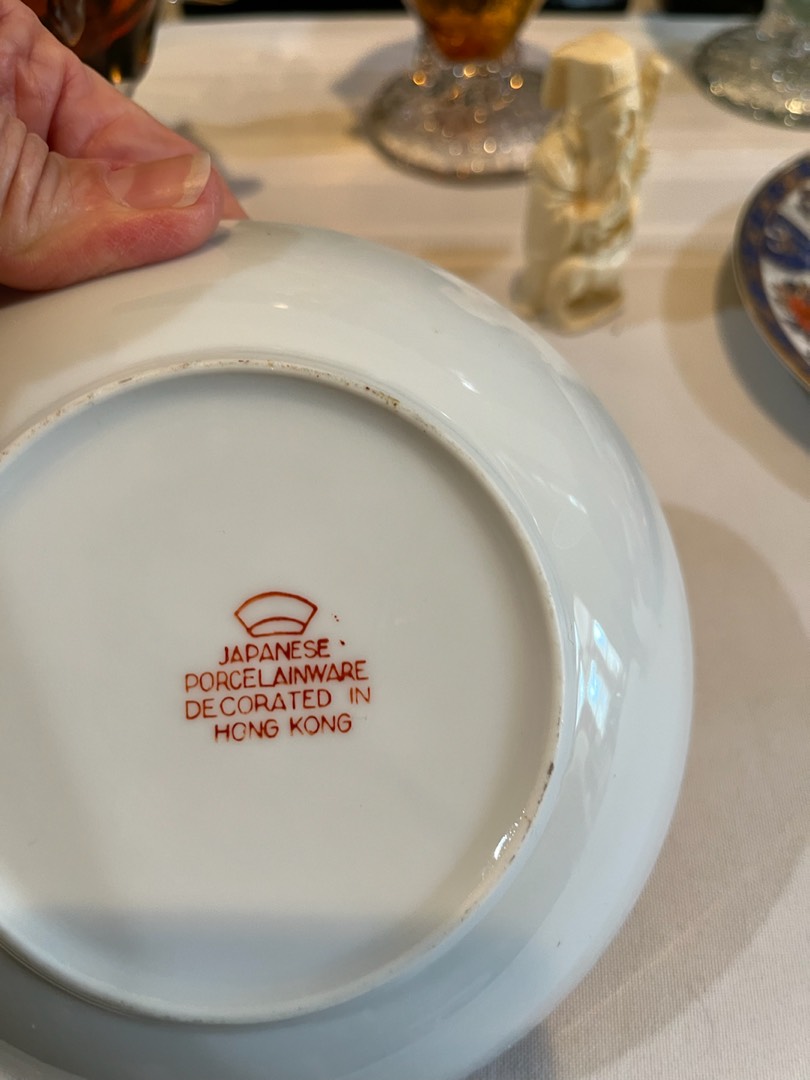 JAPANESE
PORCELAINWARE
DECORATED IN
HONG KONG